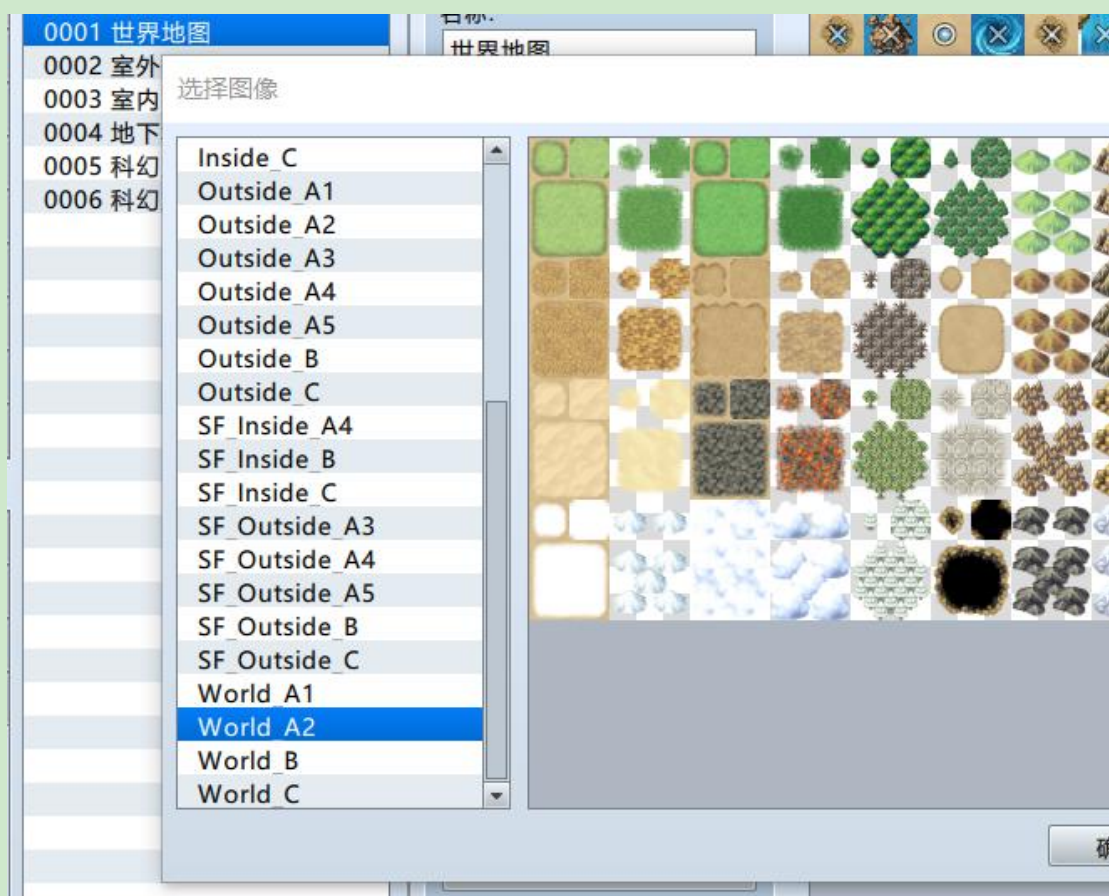 0001 世界地图
名称:
世界地图
0002 室外
0003 室内
0004 地下
0005 科幻
0006 科幻
选择图像
Inside_C
Outside_A1
Outside_A2
Outside_A3
Outside_A4
Outside_A5
Outside_B
Outside_C
SF_Inside_A4
SF_Inside_B
SF_Inside_C
SF_Outside_A3
SF_Outside_A4
SF_Outside_A5
SF_Outside_B
SF_Outside_C
World_A1
World_A2
World_B
World_C